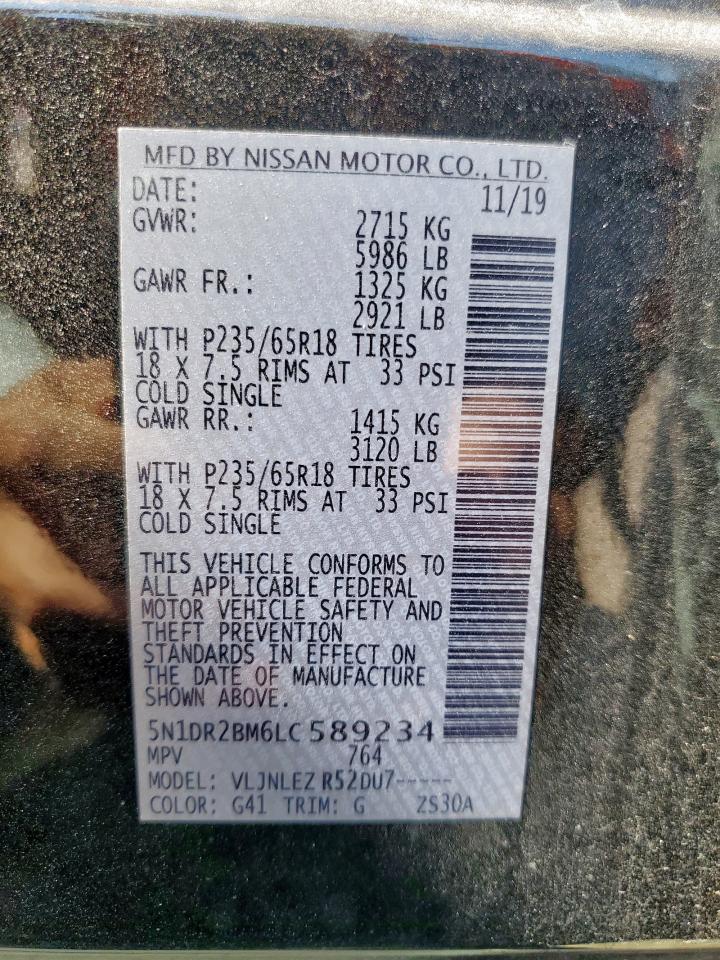 MFD BY NISSAN MOTOR CO., LTD.
DATE: 11/19
GVWR: 2715 KG
5986 LB
GAWR FR.: 1325 KG
2921 LB
WITH P235/65R18 TIRES
18 X 7.5 RIMS AT 33 PSI
COLD SINGLE
GAWR RR.: 1415 KG
3120 LB
WITH P235/65R18 TIRES
18 X 7.5 RIMS AT 33 PSI
COLD SINGLE
THIS VEHICLE CONFORMS TO
ALL APPLICABLE FEDERAL
MOTOR VEHICLE SAFETY AND
THEFT PREVENTION
STANDARDS IN EFFECT ON
THE DATE OF MANUFACTURE
SHOWN ABOVE.
5N1DR2BM6LC589234
MPV 764
MODEL: VLJNLEZ R52DU7-----
COLOR: G41 TRIM: G ZS30A